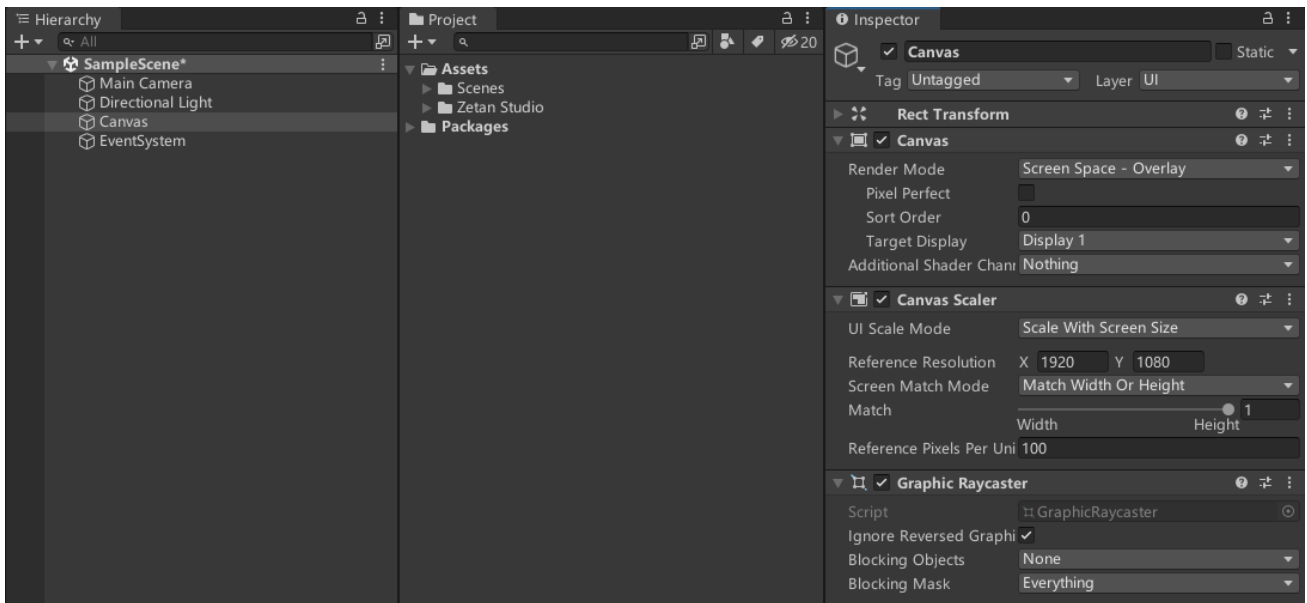 Hierarchy
All
SampleScene*
Main Camera
Directional Light
Canvas
EventSystem
Project
20
Assets
Scenes
Zetan Studio
Packages
Inspector
Canvas Static
Tag Untagged Layer UI
Rect Transform
Canvas
Render Mode Screen Space - Overlay
Pixel Perfect
Sort Order 0
Target Display Display 1
Additional Shader Chann Nothing
Canvas Scaler
UI Scale Mode Scale With Screen Size
Reference Resolution X 1920 Y 1080
Screen Match Mode Match Width Or Height
Match 1
Width Height
Reference Pixels Per Uni 100
Graphic Raycaster
Script GraphicRaycaster
Ignore Reversed Graphi
Blocking Objects None
Blocking Mask Everything